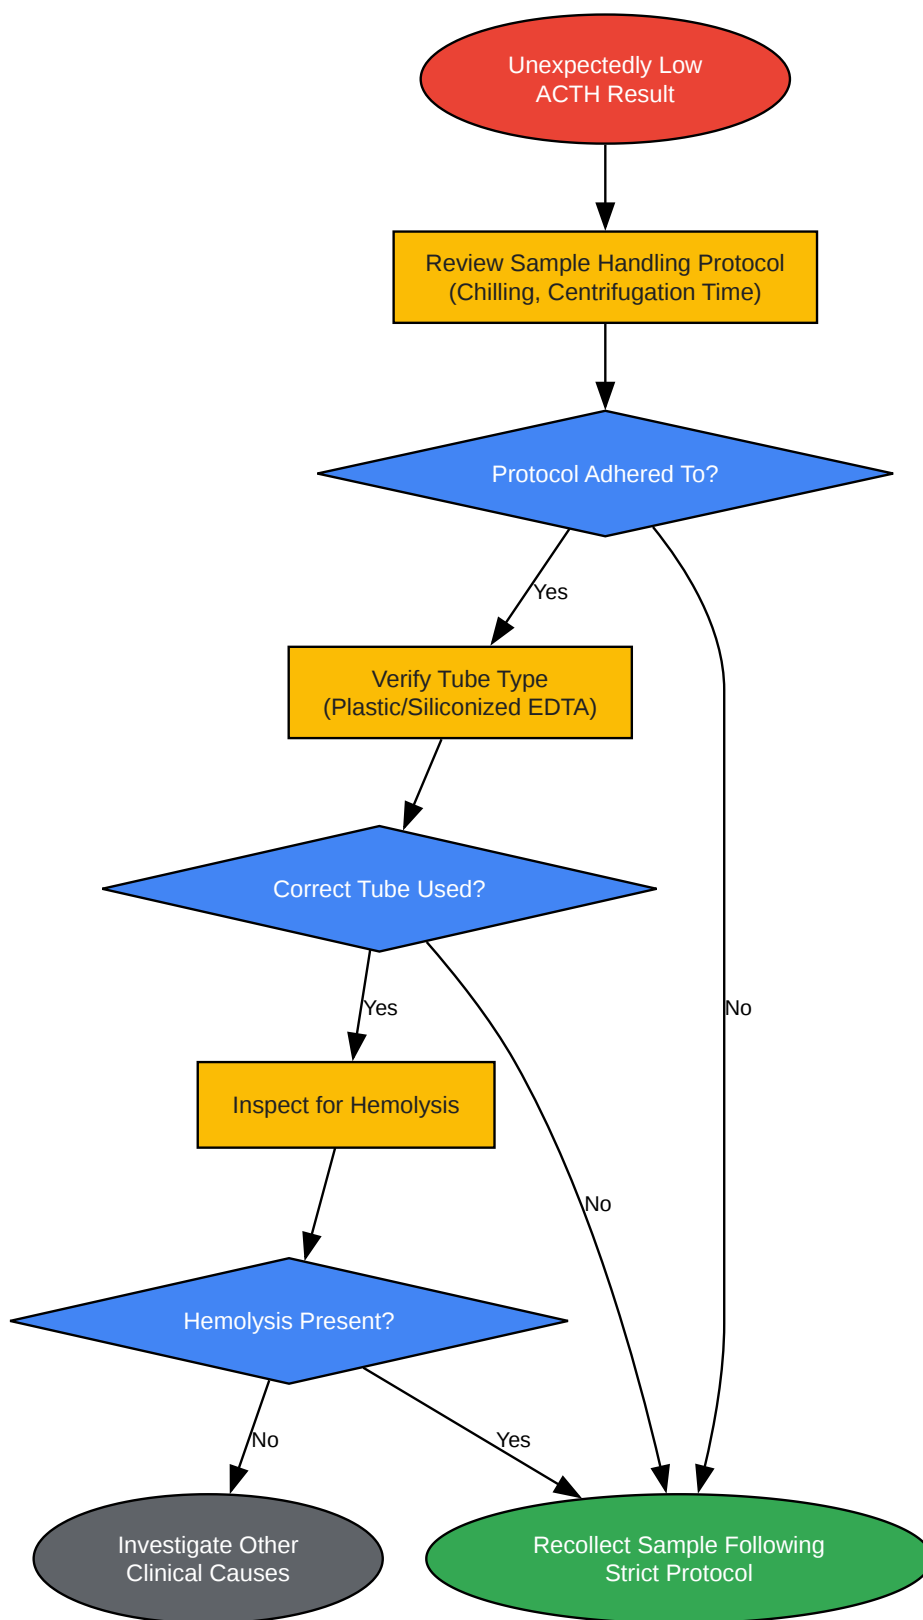 Unexpectedly Low
ACTH Result
Review Sample Handling Protocol
(Chilling, Centrifugation Time)
Protocol Adhered To?
Yes
Verify Tube Type
(Plastic/Siliconized EDTA)
Correct Tube Used?
Yes
No
Inspect for Hemolysis
No
Hemolysis Present?
No
Yes
Investigate Other
Clinical Causes
Recollect Sample Following
Strict Protocol